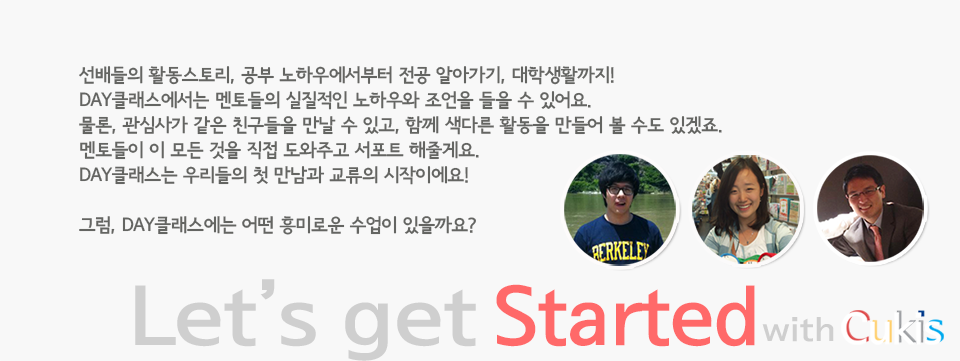 선배들의 활동스토리, 공부 노하우에서부터 전공 알아가기, 대학생활까지!
DAY클래스에서는 멘토들의 실질적인 노하우와 조언을 들을 수 있어요.
물론, 관심사가 같은 친구들을 만날 수 있고, 함께 색다른 활동을 만들어 볼 수도 있겠죠.
멘토들이 이 모든 것을 직접 도와주고 서포트 해줄게요.
DAY클래스는 우리들의 첫 만남과 교류의 시작이에요!
그럼, DAY클래스에는 어떤 흥미로운 수업이 있을까요?
BERKELEY
Let's get Started with Cukis